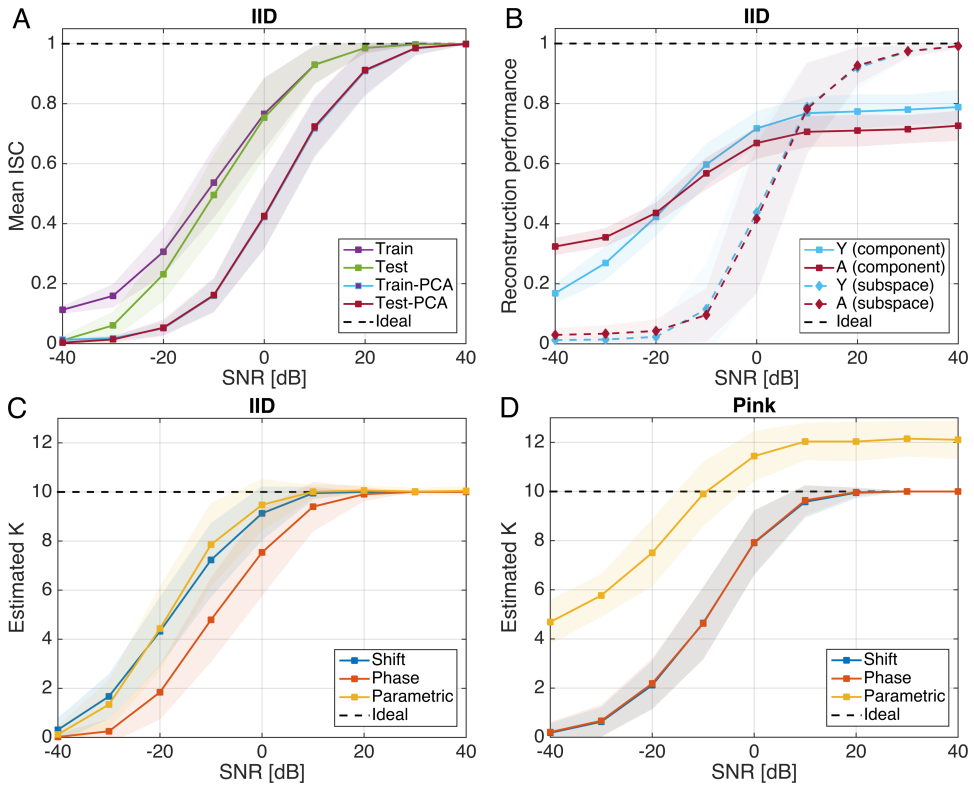 A
IID
Mean ISC
1
0.8
0.6
0.4
0.2
0
-40
-20
0
20
40
SNR [dB]
Train
Test
Train-PCA
Test-PCA
Ideal
B
IID
Reconstruction performance
1
0.8
0.6
0.4
0.2
0
-40
-20
0
20
40
SNR [dB]
Y (component)
A (component)
Y (subspace)
A (subspace)
Ideal
C
IID
Estimated K
12
10
8
6
4
2
0
-40
-20
0
20
40
SNR [dB]
Shift
Phase
Parametric
Ideal
D
Pink
Estimated K
12
10
8
6
4
2
0
-40
-20
0
20
40
SNR [dB]
Shift
Phase
Parametric
Ideal